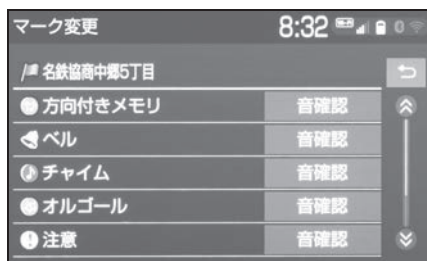 マーク変更 8:32 0
名鉄協商中郷5丁目
方向付きメモリ 音確認
ベル 音確認
チャイム 音確認
オルゴール 音確認
注意 音確認